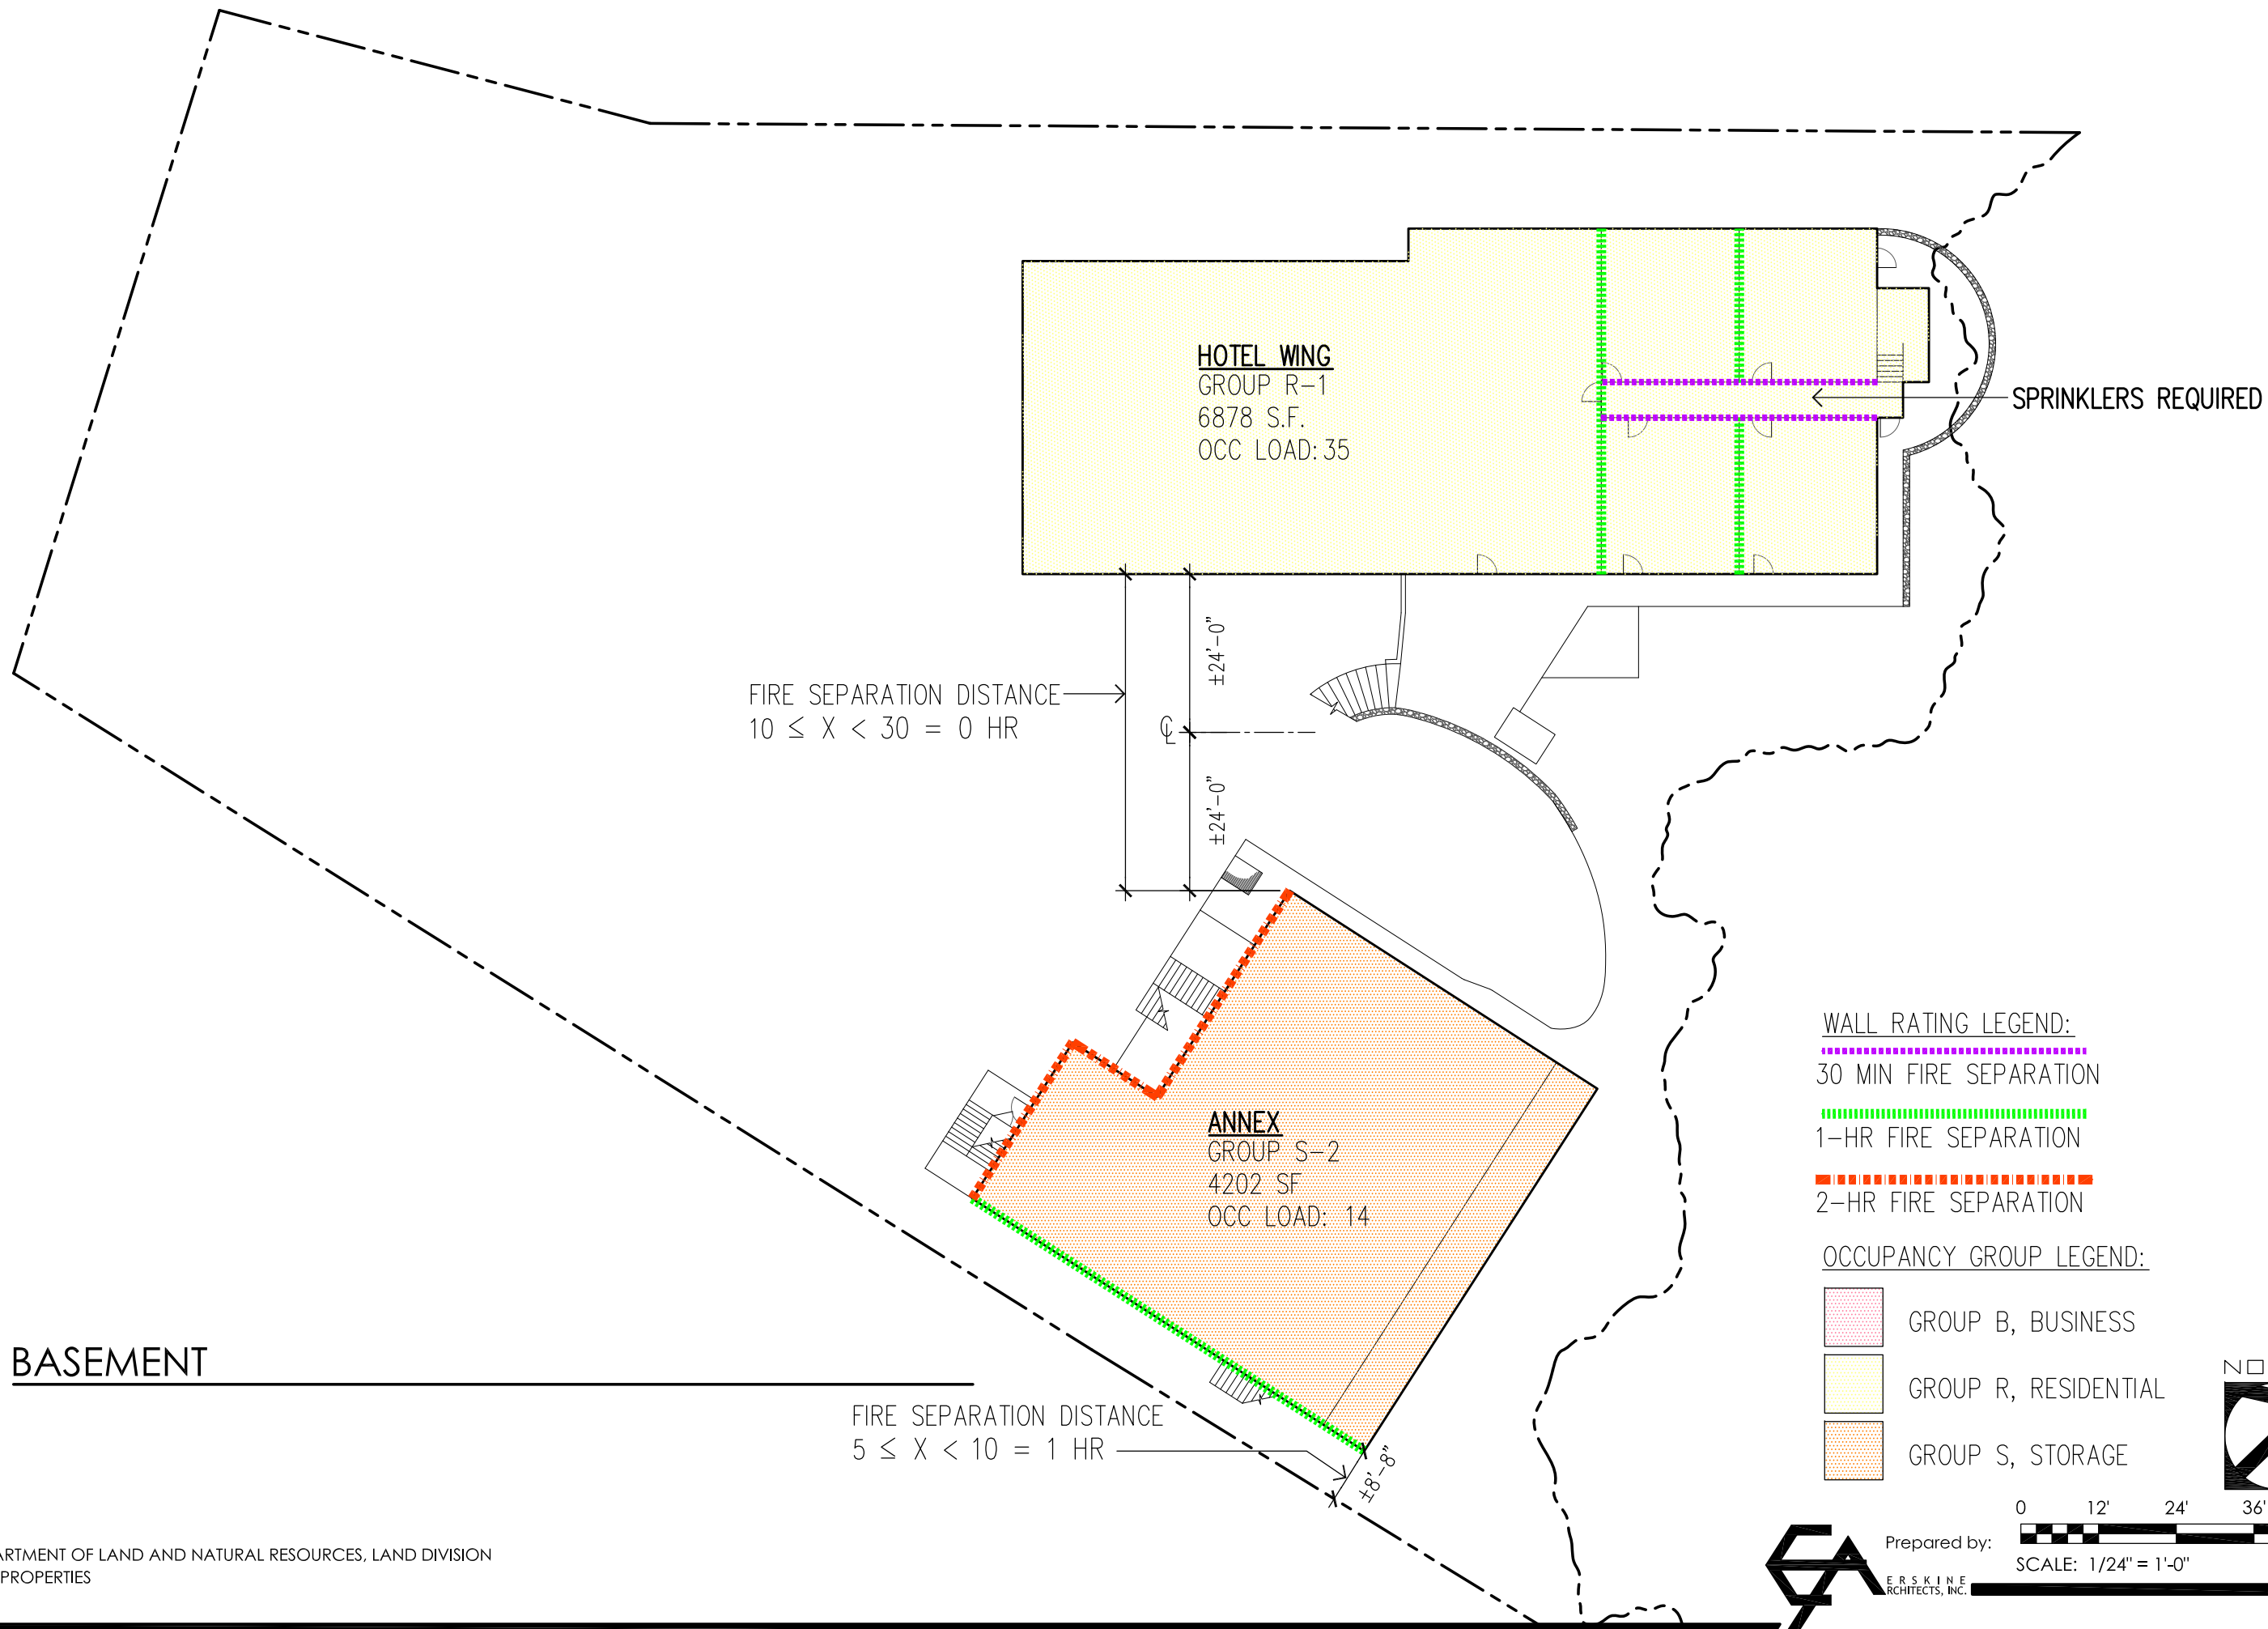 HOTEL WING
GROUP R-1
6878 S.F.
OCC LOAD: 35
SPRINKLERS REQUIRED
±24'-0"
FIRE SEPARATION DISTANCE
10 ≤ X < 30 = 0 HR
℄
±24'-0"
ANNEX
GROUP S-2
4202 SF
OCC LOAD: 14
WALL RATING LEGEND:
30 MIN FIRE SEPARATION
1-HR FIRE SEPARATION
2-HR FIRE SEPARATION
OCCUPANCY GROUP LEGEND:
GROUP B, BUSINESS
GROUP R, RESIDENTIAL
GROUP S, STORAGE
BASEMENT
FIRE SEPARATION DISTANCE
5 ≤ X < 10 = 1 HR
±8'-8"
0 12' 24' 36'
Prepared by:
SCALE: 1/24" = 1'-0"
ERSKINE
RCHITECTS, INC.
ARTMENT OF LAND AND NATURAL RESOURCES, LAND DIVISION
PROPERTIES